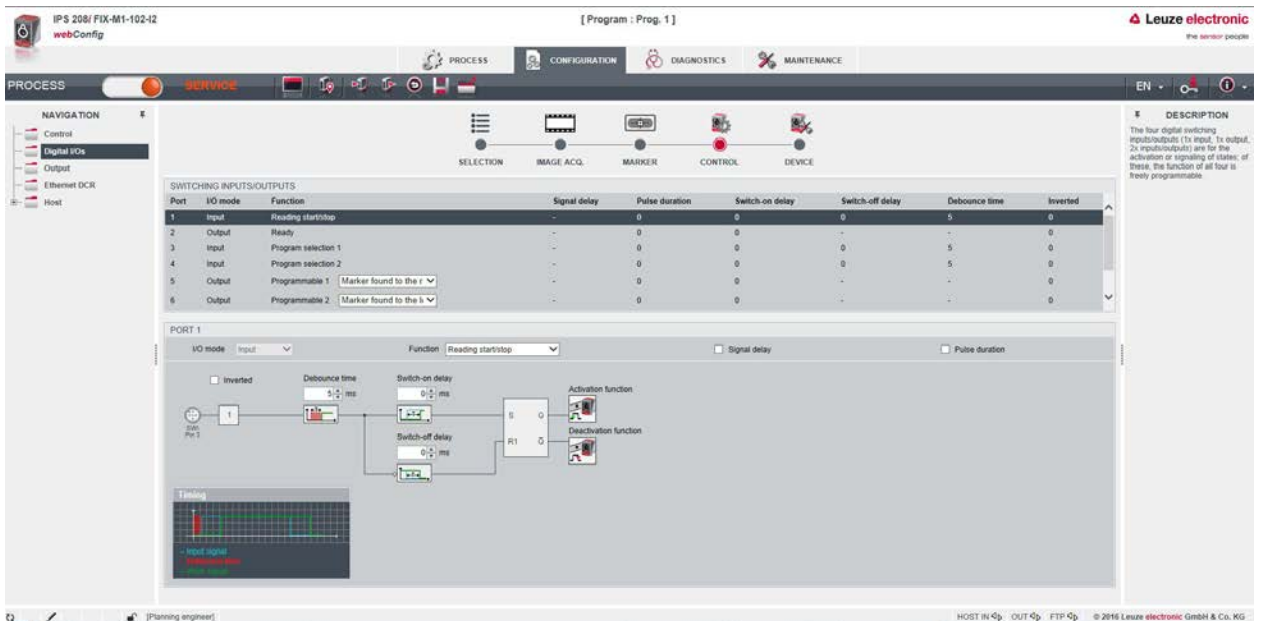 IPS 208i FIX-M1-102-I2
webConfig
[ Program : Prog. 1 ]
Leuze electronic
the sensor people
PROCESS
CONFIGURATION
DIAGNOSTICS
MAINTENANCE
PROCESS
SERVICE
EN
NAVIGATION
Control
Digital I/Os
Output
Ethernet DCR
Host
SELECTION
IMAGE ACQ.
MARKER
CONTROL
DEVICE
DESCRIPTION
The four digital switching
inputs/outputs (1x input, 1x output,
2x inputs/outputs) are for the
activation or signaling of states; of
these, the function of all four is
freely programmable.
SWITCHING INPUTS/OUTPUTS
Port I/O mode Function Signal delay Pulse duration Switch-on delay Switch-off delay Debounce time Inverted
1 Input Reading start/stop - 0 0 0 5 0
2 Output Ready - 0 0 - - 0
3 Input Program selection 1 - 0 0 0 5 0
4 Input Program selection 2 - 0 0 0 5 0
5 Output Programmable 1 Marker found to the r - 0 0 - - 0
6 Output Programmable 2 Marker found to the l - 0 0 - - 0
PORT 1
I/O mode Input Function Reading start/stop Signal delay Pulse duration
Inverted
Debounce time
5 ms
Switch-on delay
0 ms
Activation function
1
S Q
SWI
Pin 3
Switch-off delay
0 ms
R1 Q̅
Deactivation function
Timing
- Input signal
[Planning engineer]
HOST IN OUT FTP © 2016 Leuze electronic GmbH & Co. KG